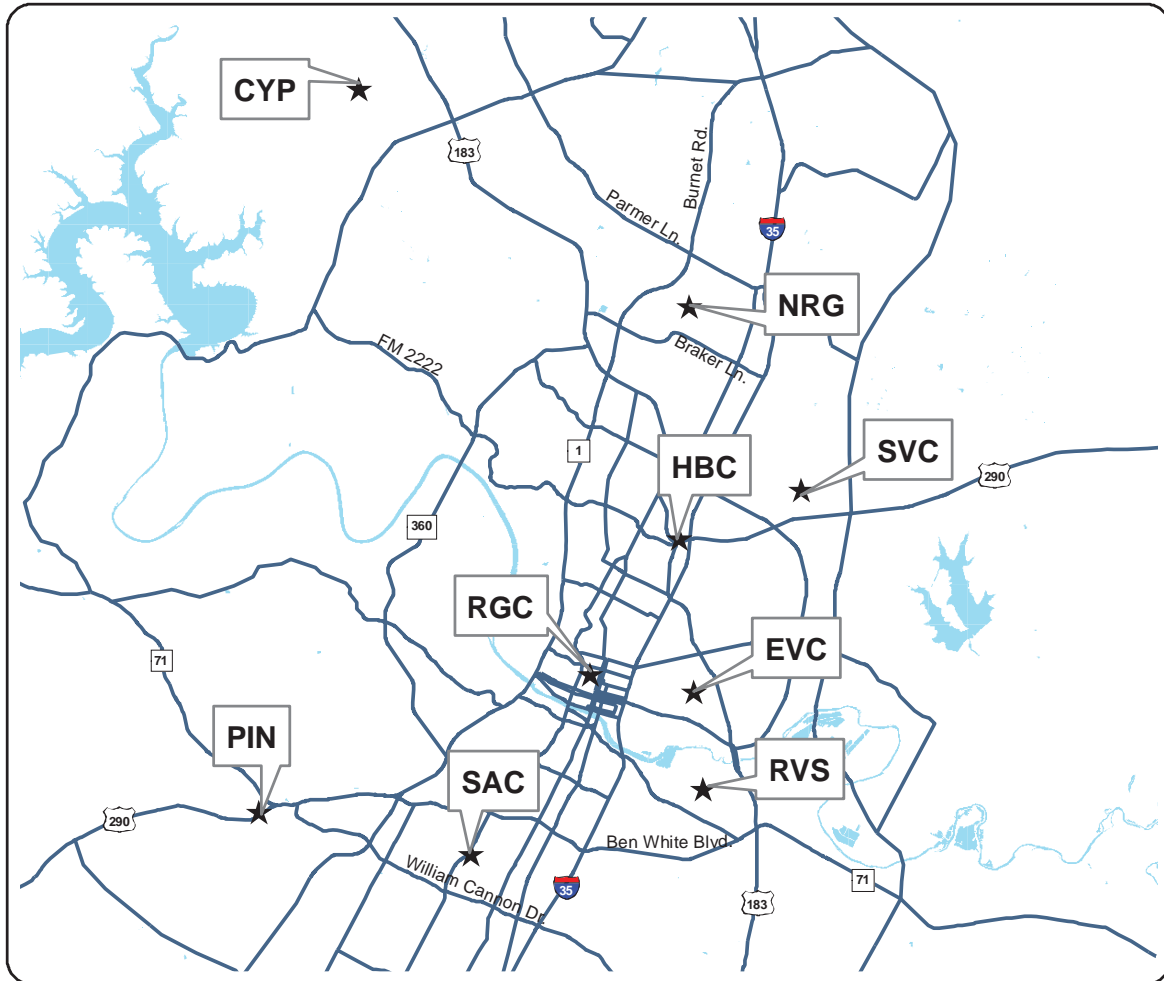 CYP
183
Burnet Rd.
Parmer Ln.
35
NRG
FM 2222
Braker Ln.
1
HBC
SVC
290
360
RGC
EVC
71
PIN
SAC
RVS
290
Ben White Blvd.
William Cannon Dr.
35
71
183